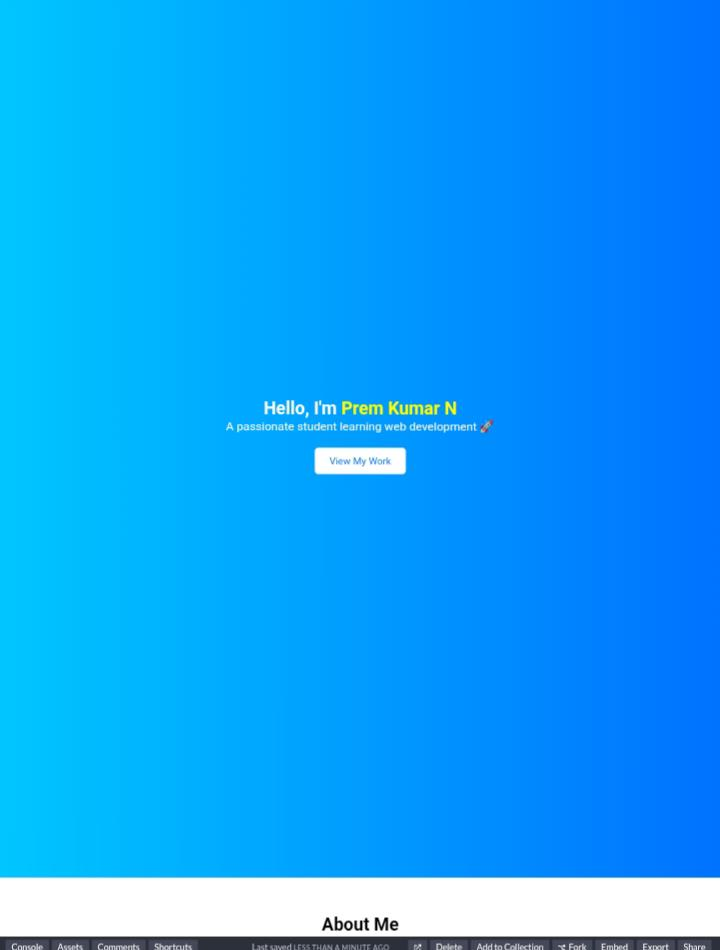 Hello, I'm Prem Kumar N
A passionate student learning web development 🚀
View My Work
About Me
Console Assets Comments Shortcuts Last saved LESS THAN A MINUTE AGO Delete Add to Collection Fork Embed Export Share